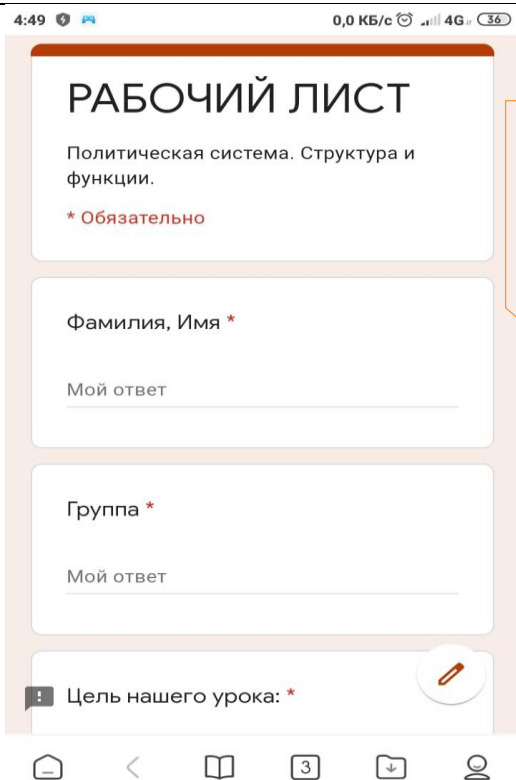 4:49 0,0 КБ/с 4G 36
РАБОЧИЙ ЛИСТ
Политическая система. Структура и
функции.
* Обязательно
Фамилия, Имя *
Мой ответ
Группа *
Мой ответ
Цель нашего урока: *
3